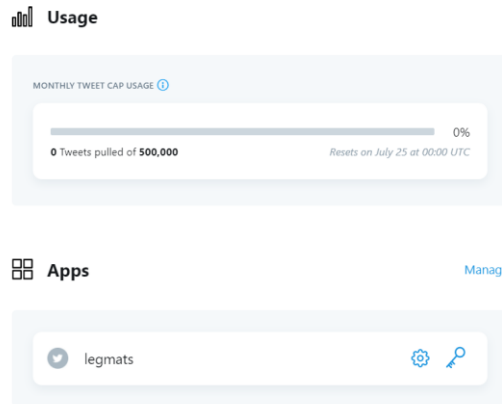 Usage
MONTHLY TWEET CAP USAGE
0%
0 Tweets pulled of 500,000 Resets on July 25 at 00:00 UTC
Apps Manag
legmats